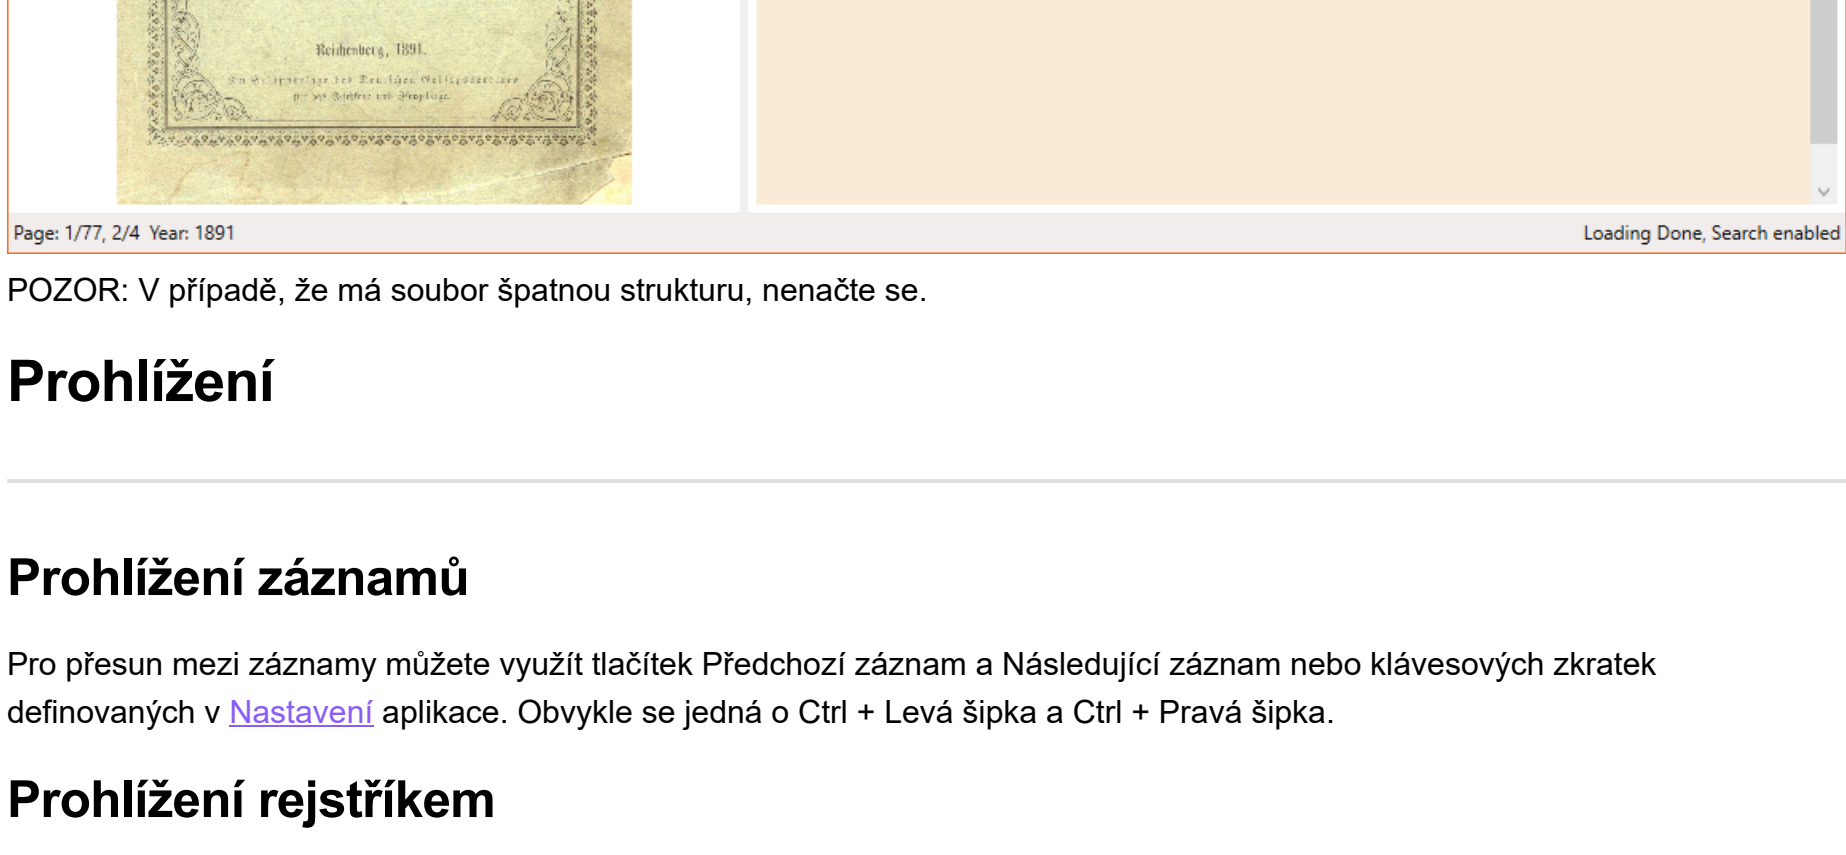 Reichenberg, 1891.
Page: 1/77, 2/4 Year: 1891
Loading Done, Search enabled
POZOR: V případě, že má soubor špatnou strukturu, nenačte se.
Prohlížení
Prohlížení záznamů
Pro přesun mezi záznamy můžete využít tlačítek Předchozí záznam a Následující záznam nebo klávesových zkratek
definovaných v Nastavení aplikace. Obvykle se jedná o Ctrl + Levá šipka a Ctrl + Pravá šipka.
Prohlížení rejstříkem